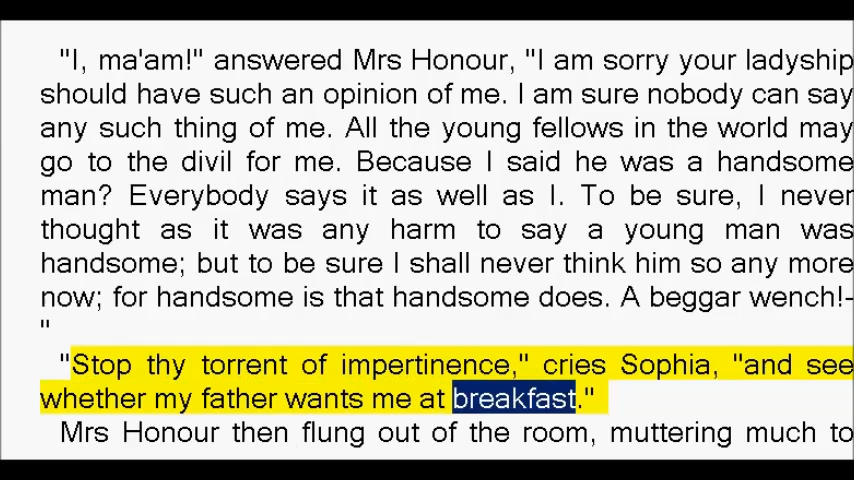 "I, ma'am!" answered Mrs Honour, "I am sorry your ladyship
should have such an opinion of me. I am sure nobody can say
any such thing of me. All the young fellows in the world may
go to the divil for me. Because I said he was a handsome
man? Everybody says it as well as I. To be sure, I never
thought as it was any harm to say a young man was
handsome; but to be sure I shall never think him so any more
now; for handsome is that handsome does. A beggar wench!-
"
"Stop thy torrent of impertinence," cries Sophia, "and see
whether my father wants me at breakfast."
Mrs Honour then flung out of the room, muttering much to